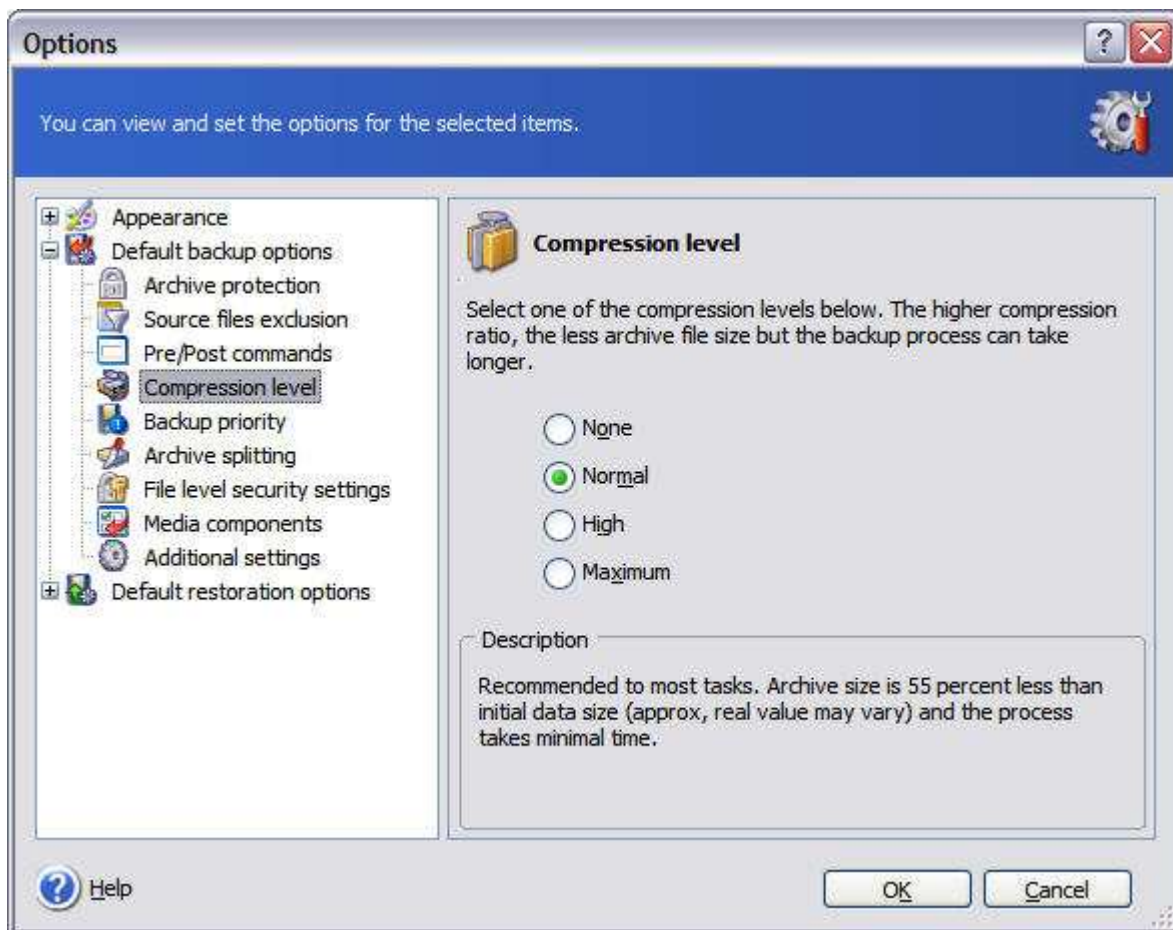 Options
You can view and set the options for the selected items.
Appearance
Default backup options
Archive protection
Source files exclusion
Pre/Post commands
Compression level
Backup priority
Archive splitting
File level security settings
Media components
Additional settings
Default restoration options
Compression level
Select one of the compression levels below. The higher compression
ratio, the less archive file size but the backup process can take
longer.
None
Normal
High
Maximum
Description
Recommended to most tasks. Archive size is 55 percent less than
initial data size (approx, real value may vary) and the process
takes minimal time.
Help
OK
Cancel